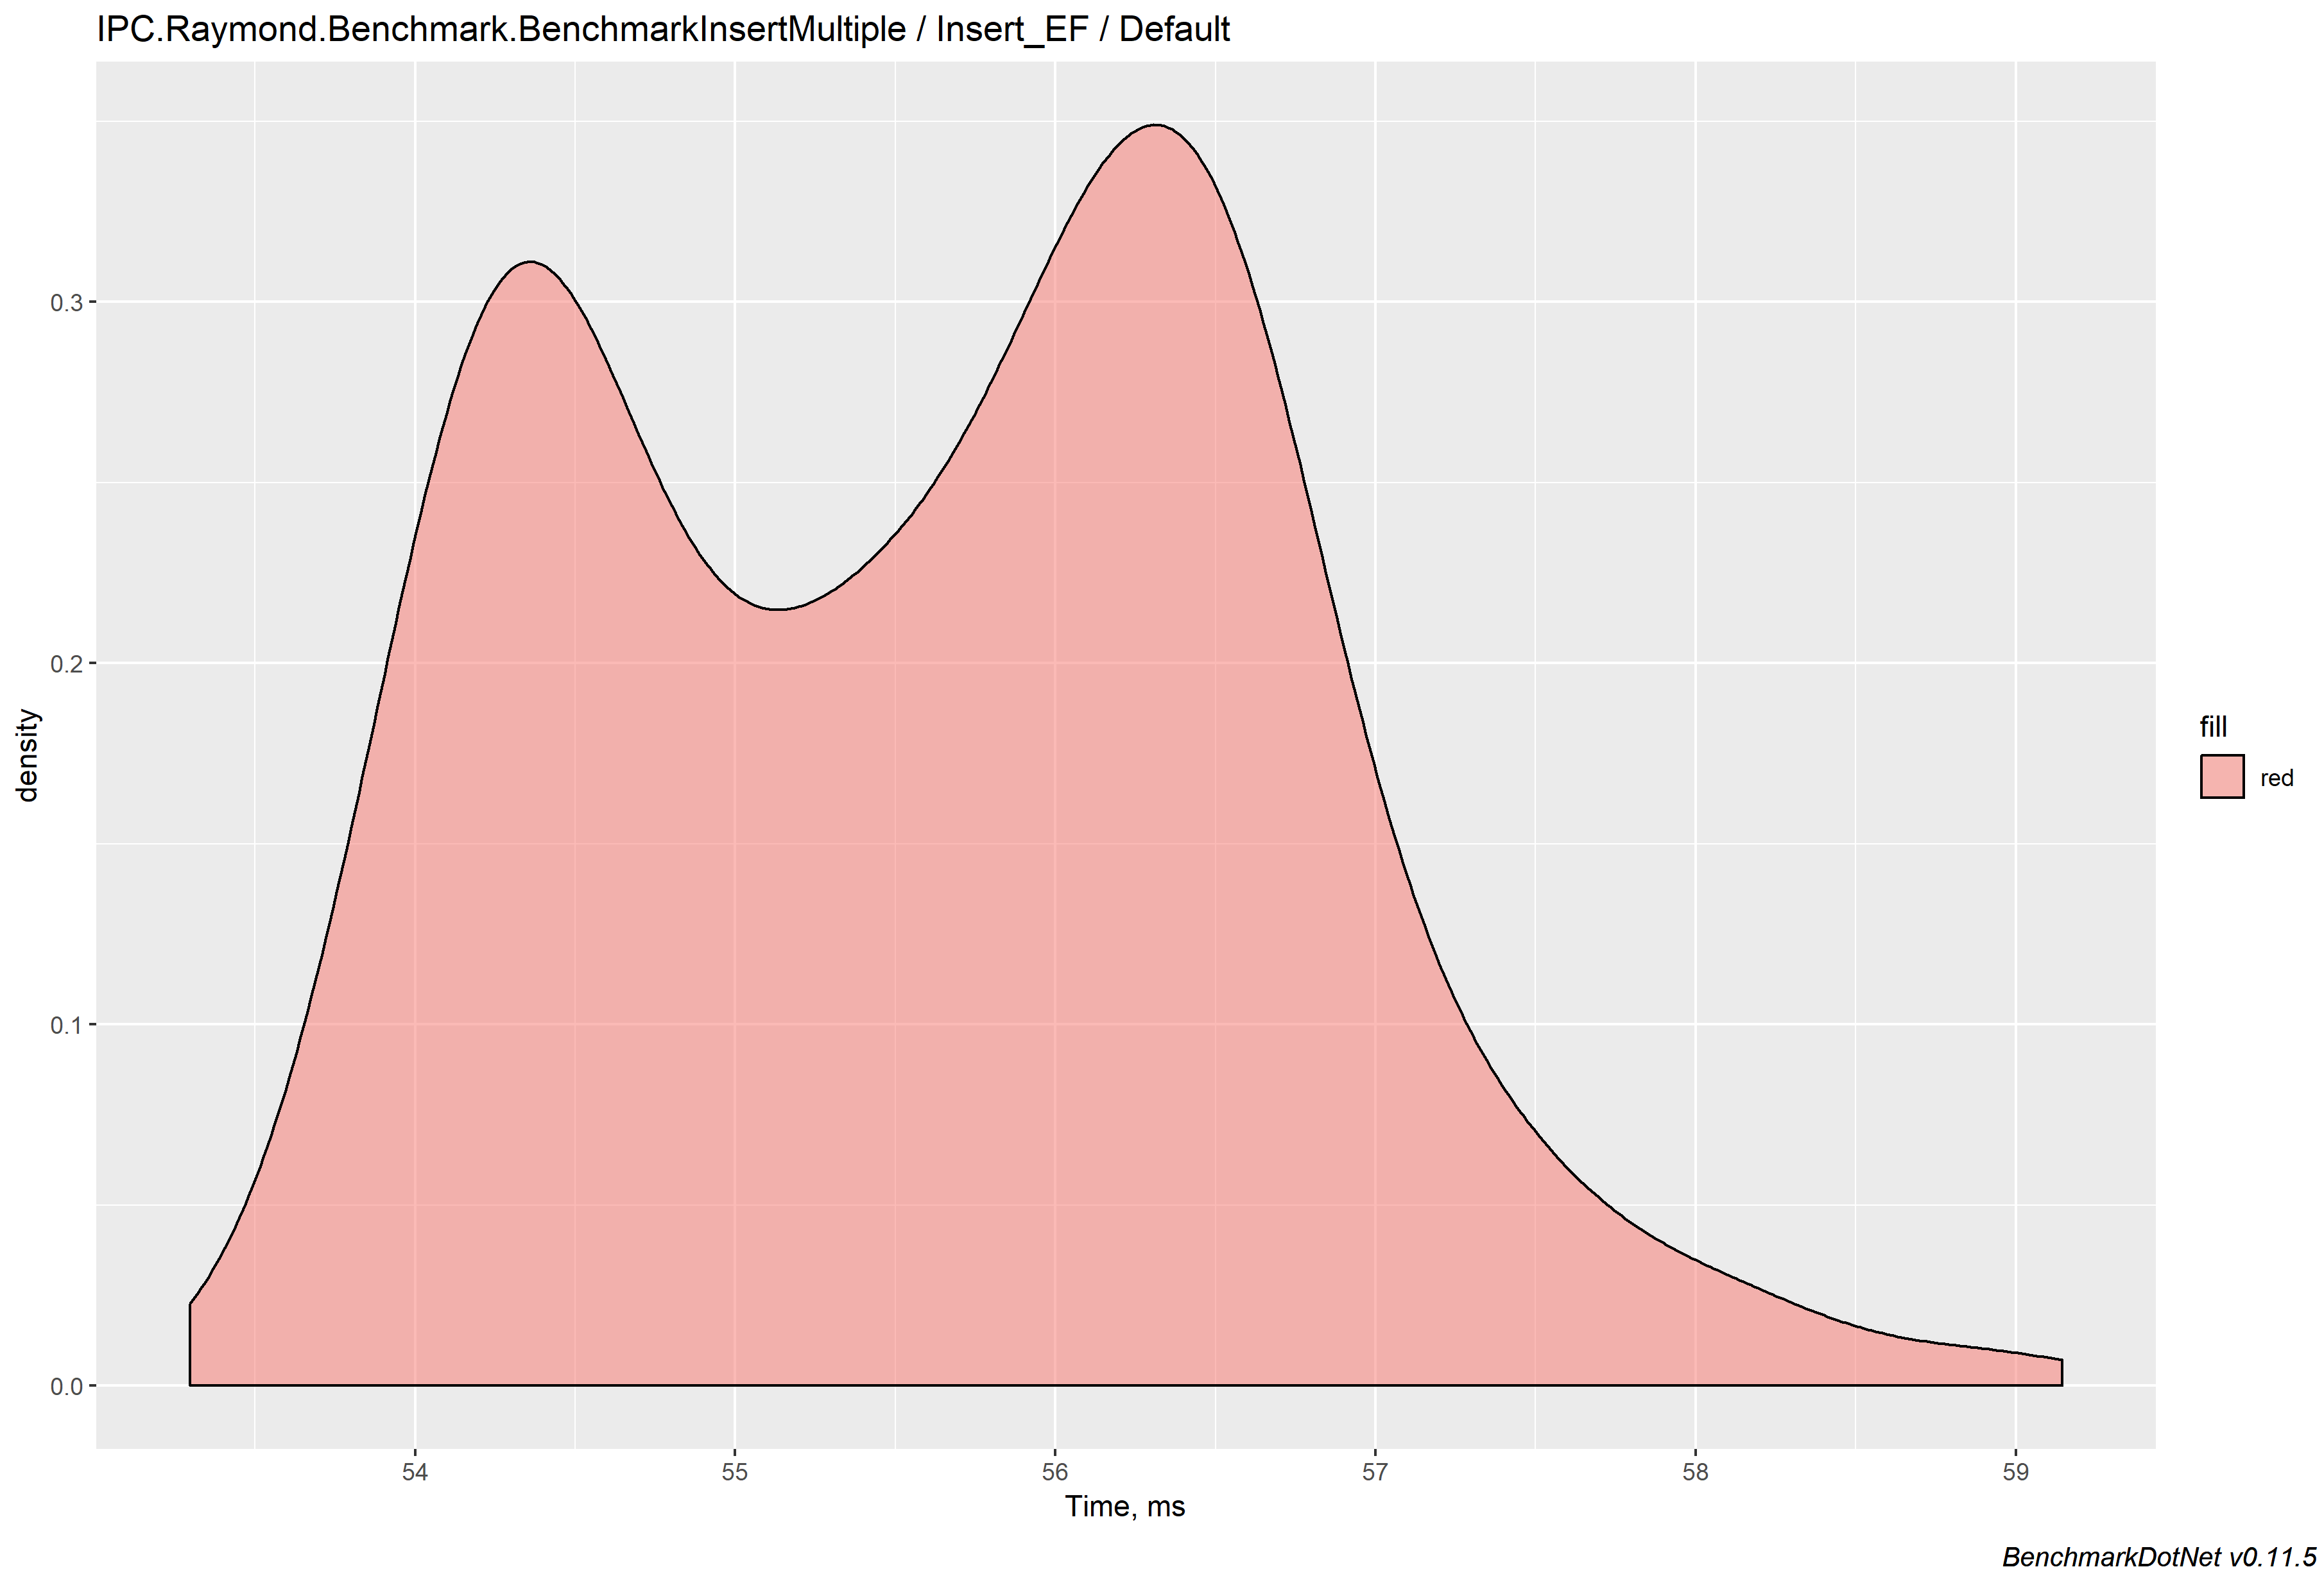 IPC.Raymond.Benchmark.BenchmarkInsertMultiple / Insert_EF / Default
density
0.3
0.2
0.1
0.0
54 55 56 57 58 59
Time, ms
fill
red
BenchmarkDotNet v0.11.5